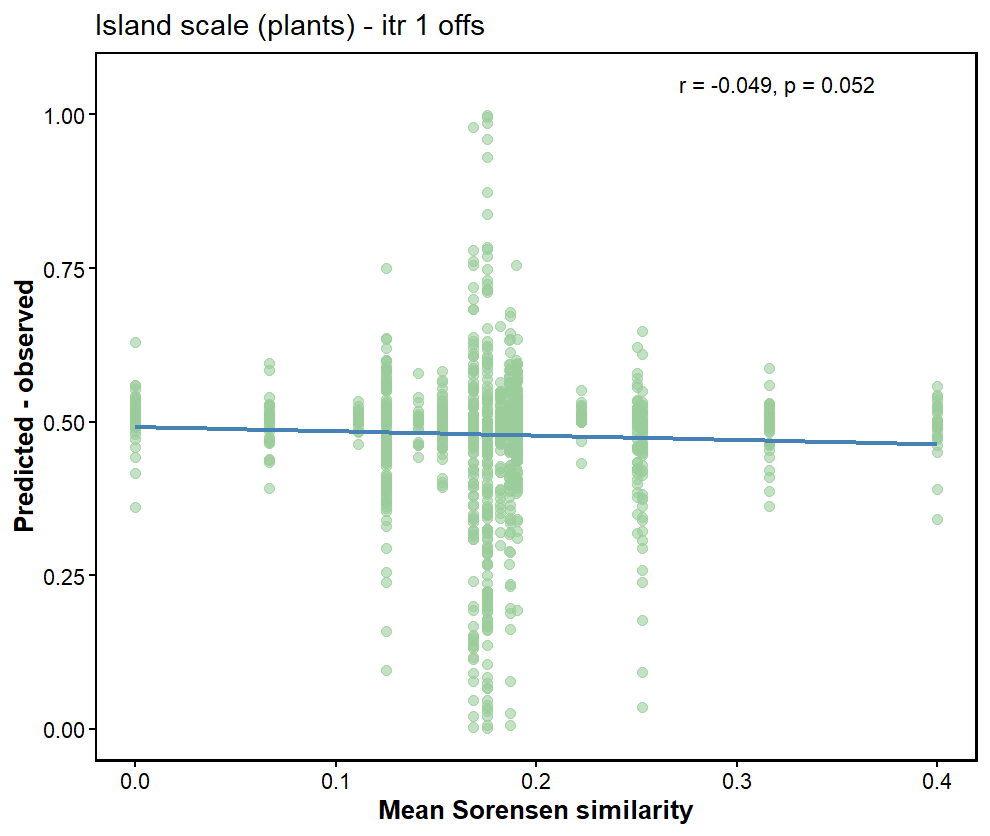 Island scale (plants) - itr 1 offs
r = -0.049, p = 0.052
1.00
0.75
0.50
0.25
0.00
Predicted - observed
0.0 0.1 0.2 0.3 0.4
Mean Sorensen similarity